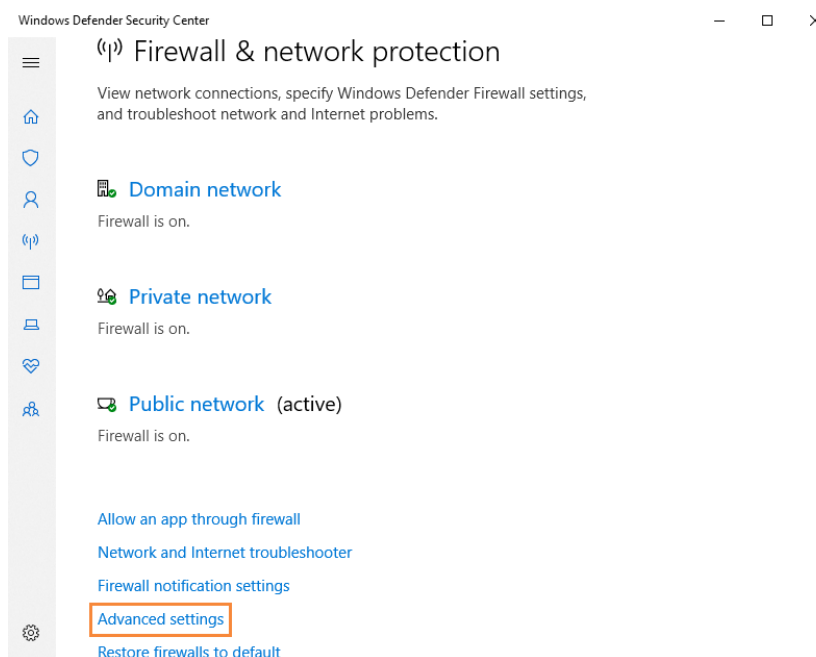 Windows Defender Security Center
Firewall & network protection
View network connections, specify Windows Defender Firewall settings,
and troubleshoot network and Internet problems.
Domain network
Firewall is on.
Private network
Firewall is on.
Public network (active)
Firewall is on.
Allow an app through firewall
Network and Internet troubleshooter
Firewall notification settings
Advanced settings
Restore firewalls to default